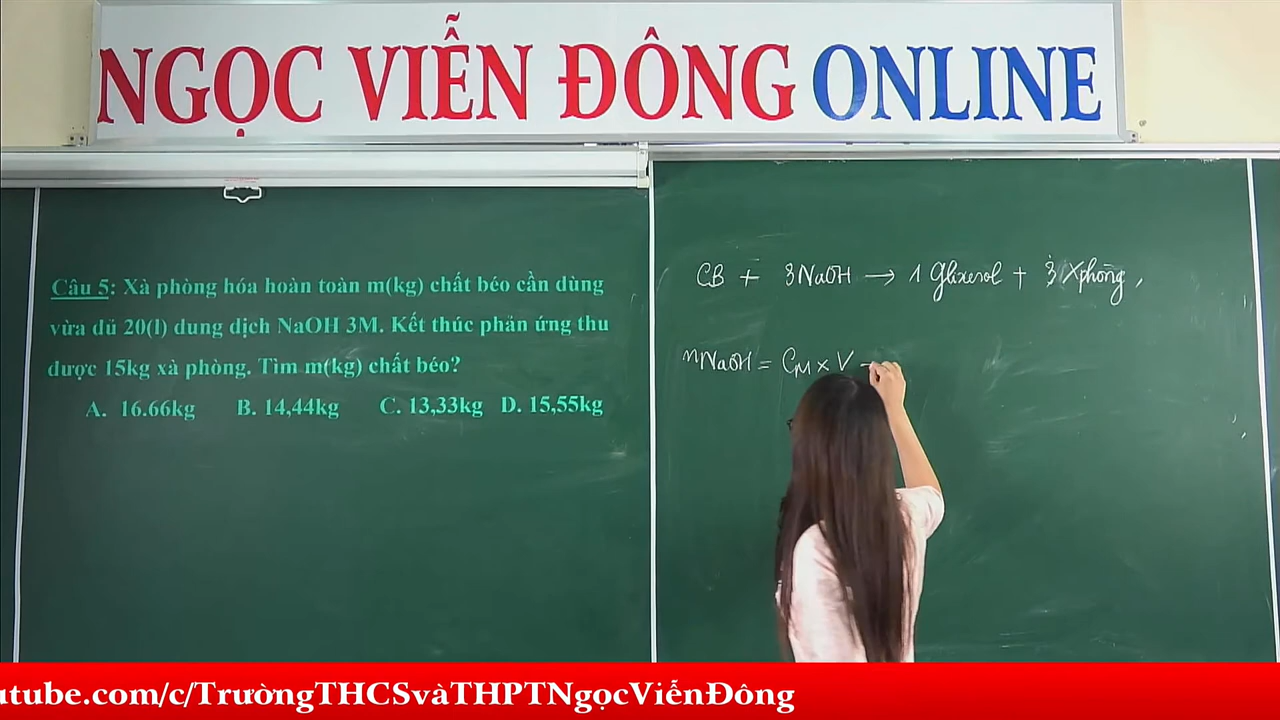 NGỌC VIỄN ĐÔNG ONLINE
Câu 5: Xà phòng hóa hoàn toàn m(kg) chất béo cần dùng
vừa đủ 20(l) dung dịch NaOH 3M. Kết thúc phản ứng thu
được 15kg xà phòng. Tìm m(kg) chất béo?
A. 16.66kg B. 14,44kg C. 13,33kg D. 15,55kg
CB + 3NaOH → 1 Glixerol + 3 Xphòng,
nNaOH = CM × V
utube.com/c/TrườngTHCSvàTHPTNgọcViễnĐông